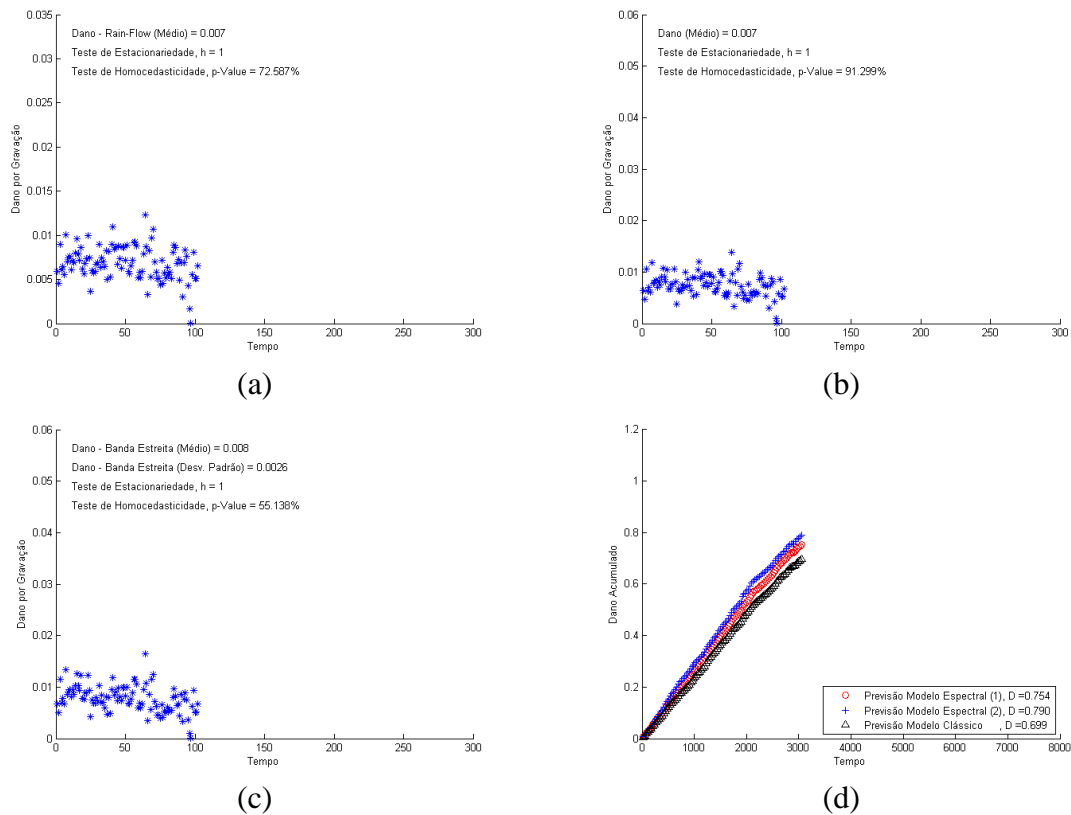 0.035
0.03
0.025
0.02
0.015
0.01
0.005
0
Dano por Gravação
Dano - Rain-Flow (Médio) = 0.007
Teste de Estacionariedade, h = 1
Teste de Homocedasticidade, p-Value = 72.587%
0 50 100 150 200 250 300
Tempo
(a)
0.06
0.05
0.04
0.03
0.02
0.01
0
Dano por Gravação
Dano (Médio) = 0.007
Teste de Estacionariedade, h = 1
Teste de Homocedasticidade, p-Value = 91.299%
0 50 100 150 200 250 300
Tempo
(b)
0.06
0.05
0.04
0.03
0.02
0.01
0
Dano por Gravação
Dano - Banda Estreita (Médio) = 0.008
Dano - Banda Estreita (Desv. Padrão) = 0.0026
Teste de Estacionariedade, h = 1
Teste de Homocedasticidade, p-Value = 55.138%
0 50 100 150 200 250 300
Tempo
(c)
1.2
1
0.8
0.6
0.4
0.2
0
Dano Acumulado
Previsão Modelo Espectral (1), D =0.754
Previsão Modelo Espectral (2), D =0.790
Previsão Modelo Clássico , D =0.699
0 1000 2000 3000 4000 5000 6000 7000 8000
Tempo
(d)